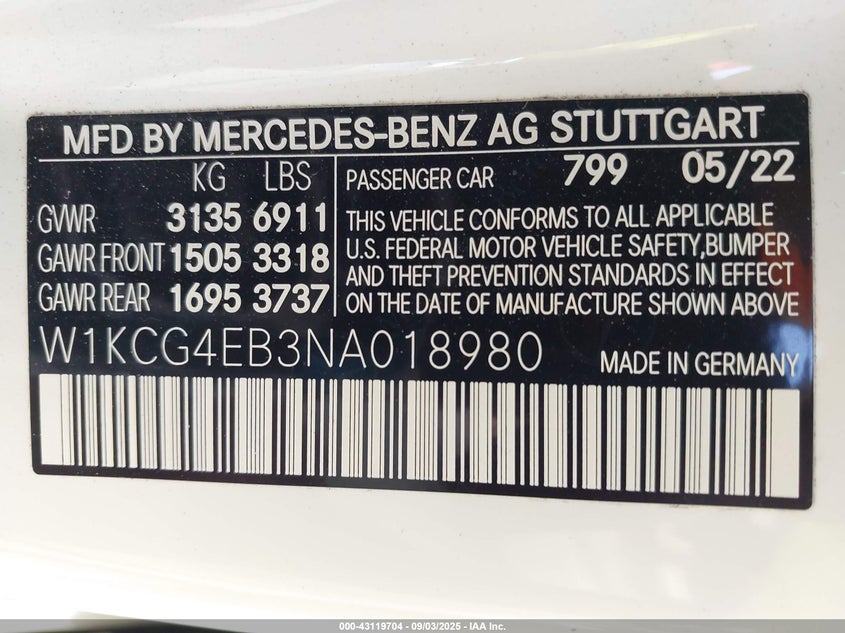 MFD BY MERCEDES-BENZ AG STUTTGART
KG LBS
GVWR 3135 6911
GAWR FRONT 1505 3318
GAWR REAR 1695 3737
PASSENGER CAR 799 05/22
THIS VEHICLE CONFORMS TO ALL APPLICABLE
U.S. FEDERAL MOTOR VEHICLE SAFETY,BUMPER
AND THEFT PREVENTION STANDARDS IN EFFECT
ON THE DATE OF MANUFACTURE SHOWN ABOVE
W1KCG4EB3NA018980 MADE IN GERMANY
000-43119704 | 09/03/2025 - IAA Inc.